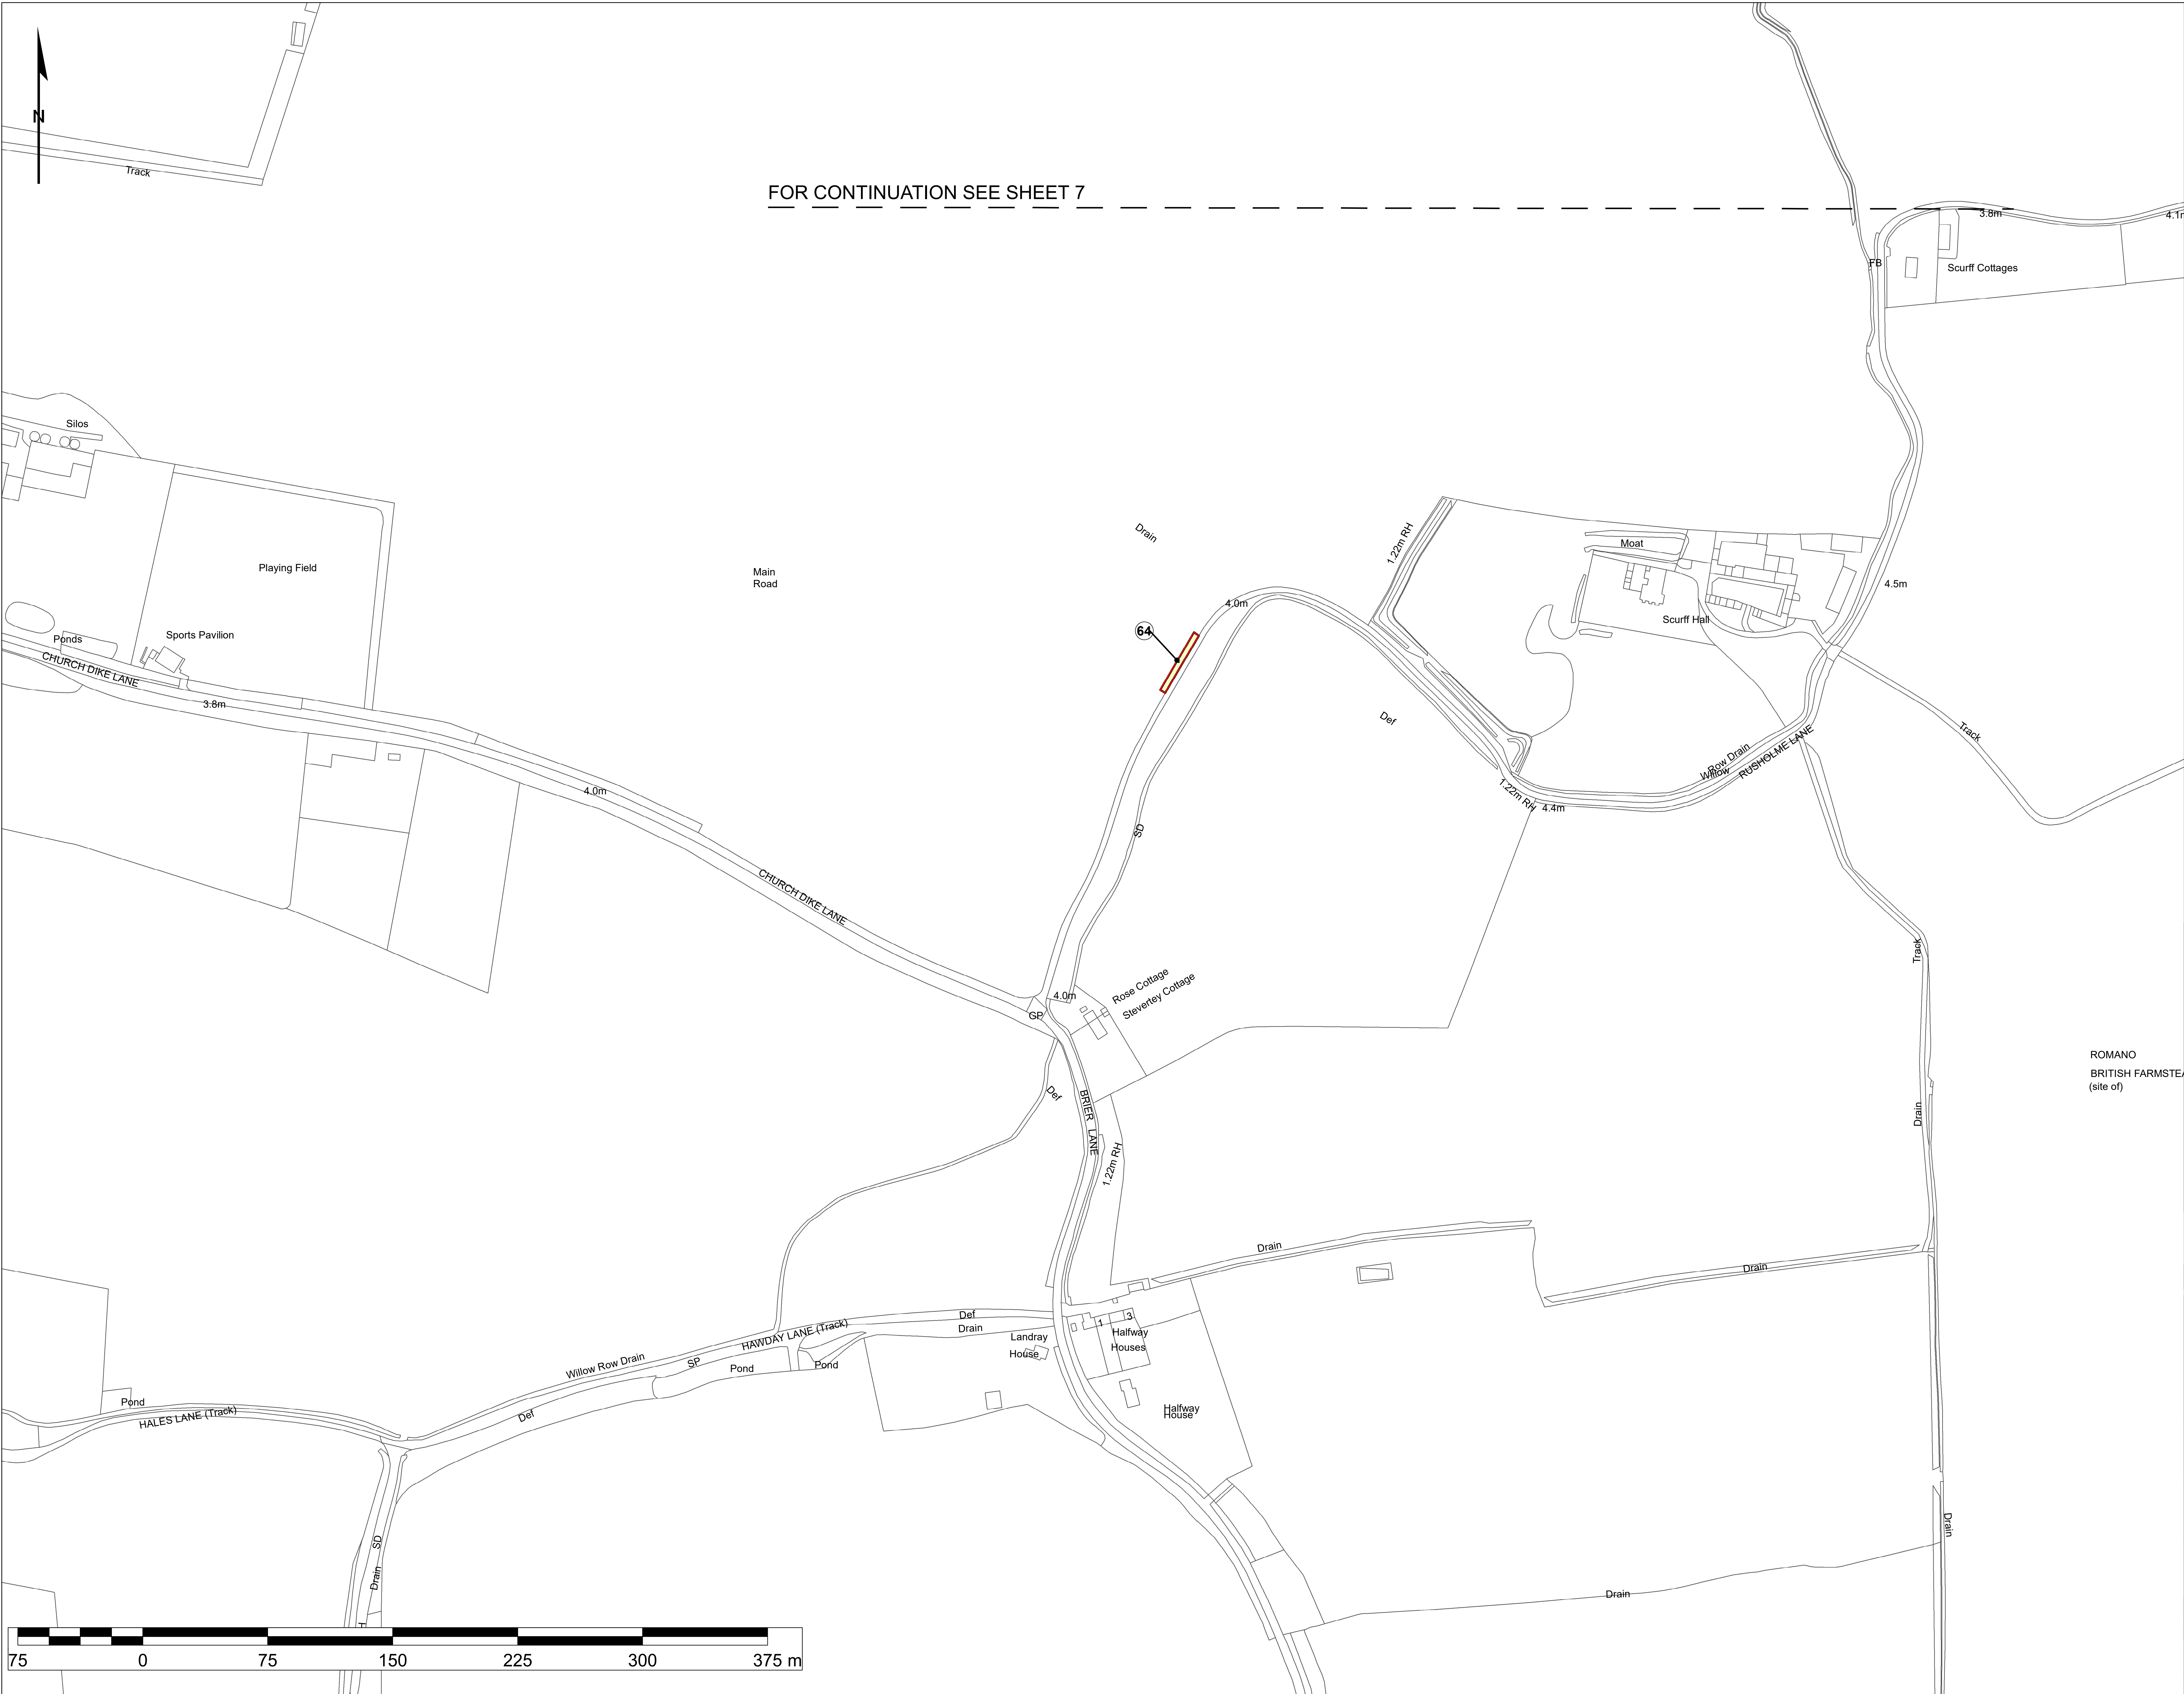 N
Track
FOR CONTINUATION SEE SHEET 7
3.8m
FB
Scurff Cottages
Silos
Drain
1.22m RH
Moat
Playing Field
Main
Road
4.5m
4.0m
Scurff Hall
64
Ponds
Sports Pavilion
CHURCH DIKE LANE
3.8m
Def
Track
Row Drain
Willow
RUSHOLME LANE
4.0m
1.22m RH
4.4m
SD
CHURCH DIKE LANE
Track
Rose Cottage
Stevertey Cottage
4.0m
GP
ROMANO
(site of)
Def
BRIER LANE
Drain
1.22m RH
Drain
Drain
Def
Drain
HAWDAY LANE (Track)
1
3
Landray
House
Halfway
Houses
Willow Row Drain
SP
Pond
Pond
Pond
HALES LANE (Track)
Def
Halfway
House
SD
Drain
Drain
Drain
75 0 75 150 225 300 375 m